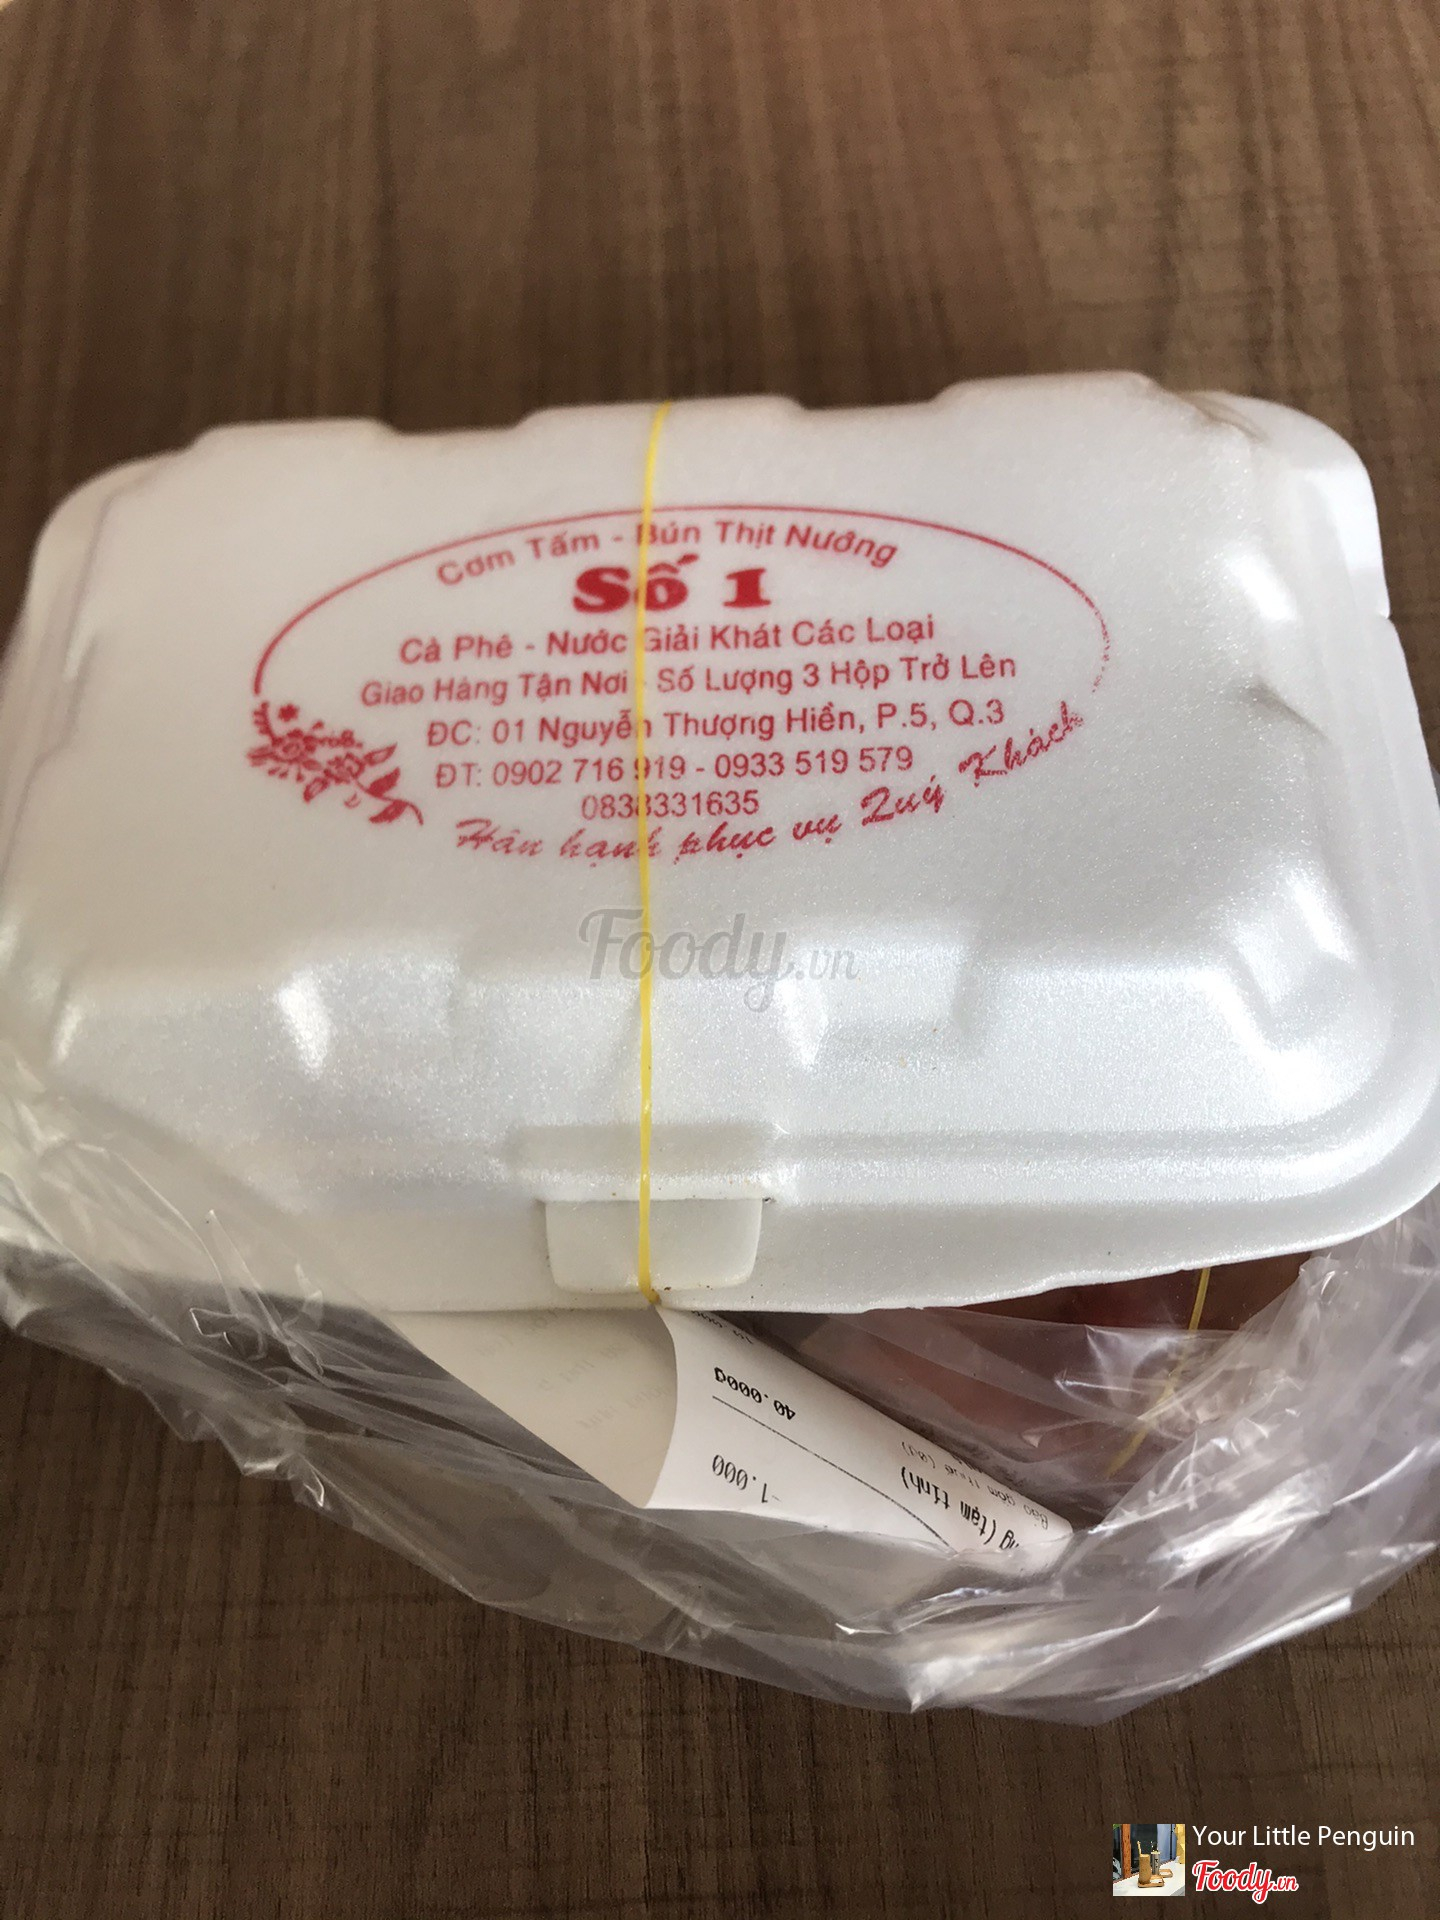 Cơm Tấm - Bún Thịt Nướng
Số 1
Cà Phê - Nước Giải Khát Các Loại
Giao Hàng Tận Nơi - Số Lượng 3 Hộp Trở Lên
ĐC: 01 Nguyễn Thượng Hiền, P.5, Q.3
ĐT: 0902 716 919 - 0933 519 579
0838331635
Hân hạnh phục vụ Quý Khách
Foody.vn
40.000₫
(tạm tính)
-1.000
Your Little Penguin
Foody.vn